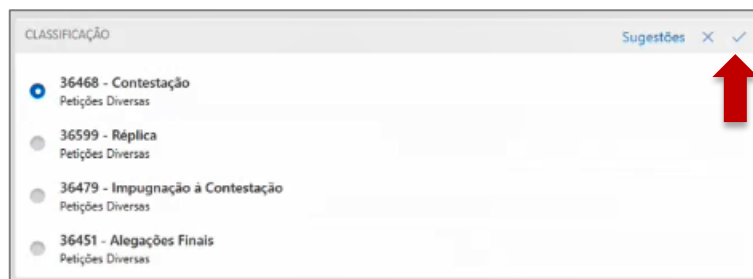 CLASSIFICAÇÃO Sugestões
36468 - Contestação
Petições Diversas
36599 - Réplica
Petições Diversas
36479 - Impugnação à Contestação
Petições Diversas
36451 - Alegações Finais
Petições Diversas